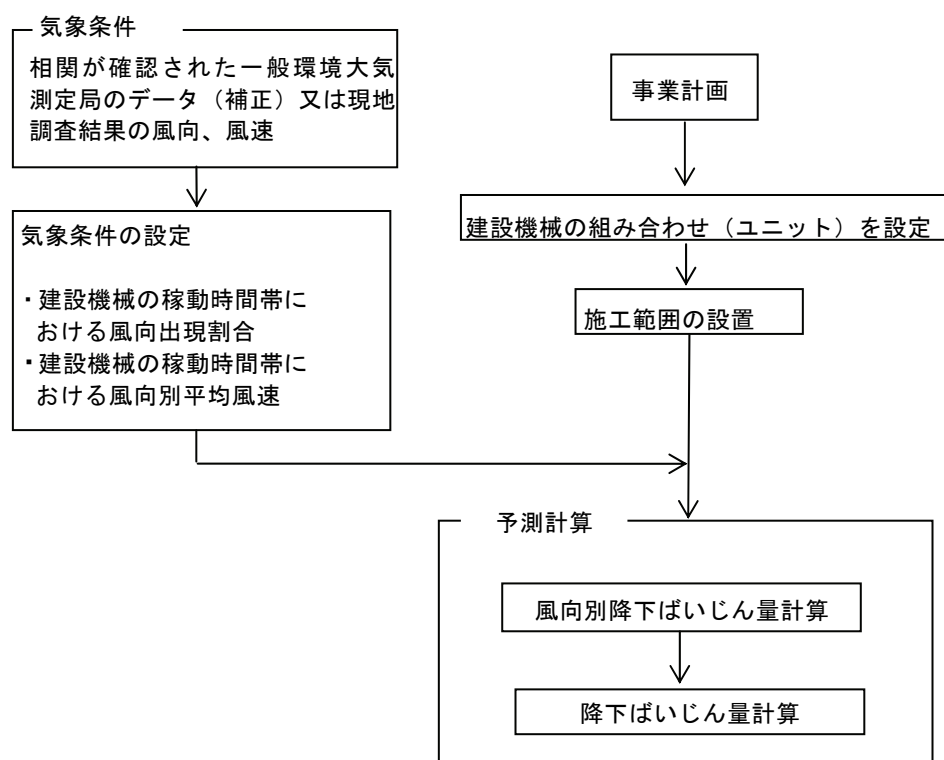 気象条件
相関が確認された一般環境大気
測定局のデータ（補正）又は現地
調査結果の風向、風速
気象条件の設定
・建設機械の稼動時間帯に
おける風向出現割合
・建設機械の稼動時間帯に
おける風向別平均風速
事業計画
建設機械の組み合わせ（ユニット）を設定
施工範囲の設置
予測計算
風向別降下ばいじん量計算
降下ばいじん量計算